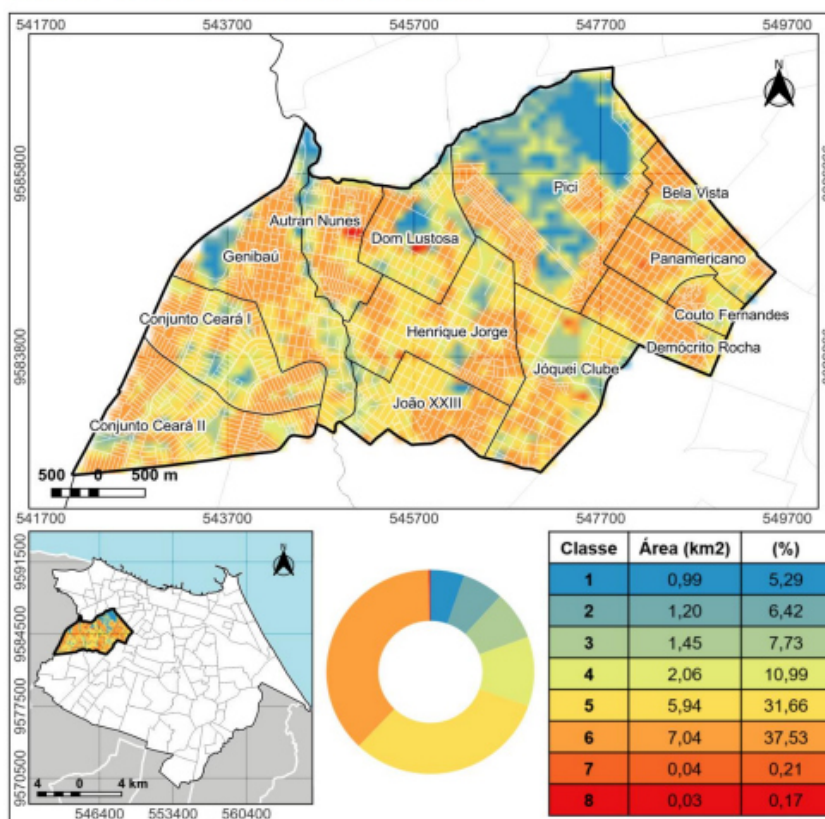 541700 543700 545700 547700 549700
N
9585800
Pici
Bela Vista
Autran Nunes
Dom Lustosa
Genibaú
Panamericano
Couto Fernandes
Conjunto Ceará I
Henrique Jorge
Demócrito Rocha
9583800
Jóquei Clube
João XXIII
Conjunto Ceará II
500 0 500 m
541700 543700 545700 547700 549700
9591500
N
9584500
9577500
9570500
4 0 4 km
546400 553400 560400
Classe Área (km2) (%)
1 0,99 5,29
2 1,20 6,42
3 1,45 7,73
4 2,06 10,99
5 5,94 31,66
6 7,04 37,53
7 0,04 0,21
8 0,03 0,17